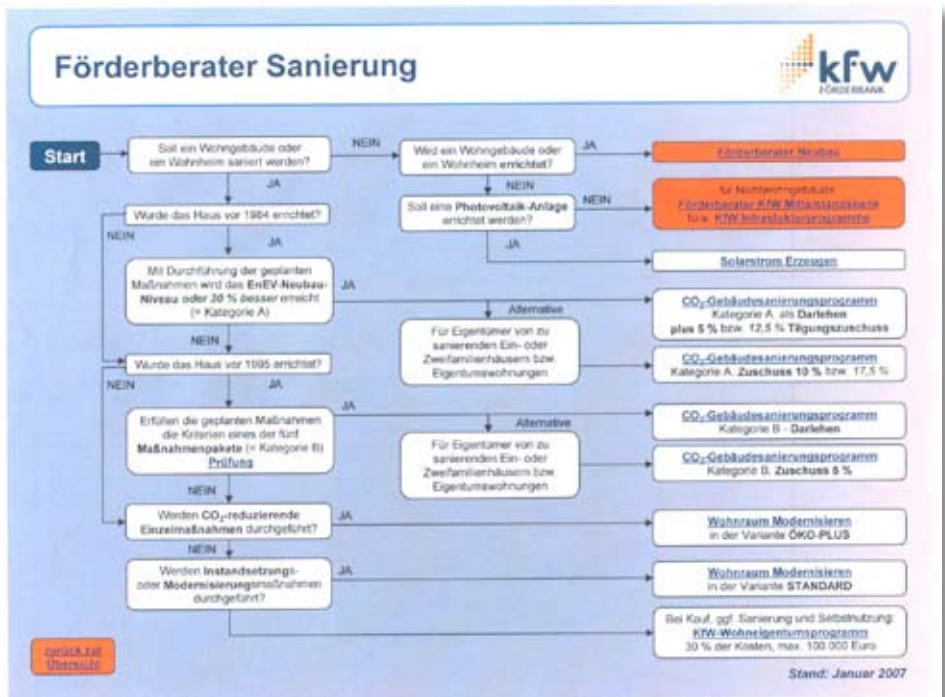 Förderberater Sanierung
kfw
FÖRDERBANK
Start
Soll ein Wohngebäude oder
ein Wohnheim saniert werden?
NEIN
Wird ein Wohngebäude oder
ein Wohnheim errichtet?
JA
Förderberater Neubau
JA
NEIN
Wurde das Haus vor 1984 errichtet?
Soll eine Photovoltaik-Anlage
errichtet werden?
NEIN
für Nichtwohngebäude
Förderberater KfW Mittelstandsbank
bzw. KfW Infrastrukturprogramme
NEIN
JA
JA
Solarstrom Erzeugen
Mit Durchführung der geplanten
Maßnahmen wird das EnEV-Neubau-
Niveau oder 30 % besser erreicht
(= Kategorie A)
JA
Alternative
CO₂-Gebäudesanierungsprogramm
Kategorie A. als Darlehen
plus 5 % bzw. 12,5 % Tilgungszuschuss
Für Eigentümer von zu
sanierenden Ein- oder
Zweifamilienhäusern bzw.
Eigentumswohnungen
NEIN
Wurde das Haus vor 1995 errichtet?
CO₂-Gebäudesanierungsprogramm
Kategorie A. Zuschuss 10 % bzw. 17,5 %
NEIN
JA
Erfüllen die geplanten Maßnahmen
die Kriterien eines der fünf
Maßnahmenpakete (= Kategorie B)
Prüfung
JA
Alternative
CO₂-Gebäudesanierungsprogramm
Kategorie B - Darlehen
Für Eigentümer von zu
sanierenden Ein- oder
Zweifamilienhäusern bzw.
Eigentumswohnungen
CO₂-Gebäudesanierungsprogramm
Kategorie B. Zuschuss 5 %
NEIN
Werden CO₂-reduzierende
Einzelmaßnahmen durchgeführt?
JA
Wohnraum Modernisieren
in der Variante ÖKO-PLUS
NEIN
Werden Instandsetzungs-
oder Modernisierungsmaßnahmen
durchgeführt?
JA
Wohnraum Modernisieren
in der Variante STANDARD
Bei Kauf, ggf. Sanierung und Selbstnutzung:
KfW-Wohneigentumsprogramm
30 % der Kosten, max. 100.000 Euro
zurück zur
Übersicht
Stand: Januar 2007